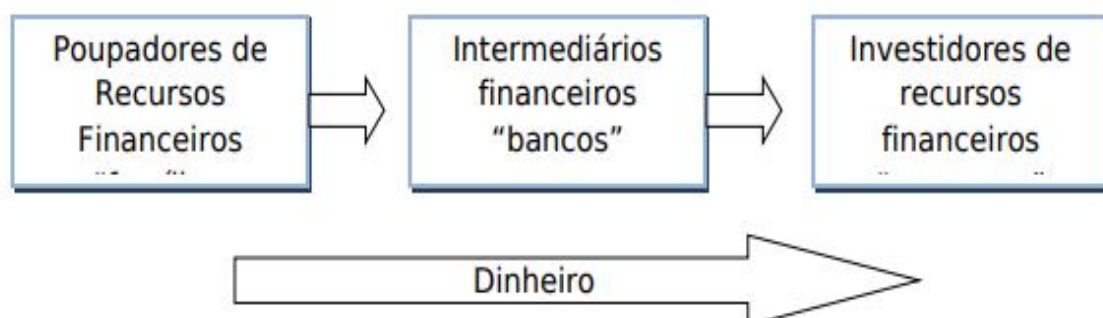 Poupadores de
Recursos
Financeiros
Intermediários
financeiros
“bancos”
Investidores de
recursos
financeiros
Dinheiro